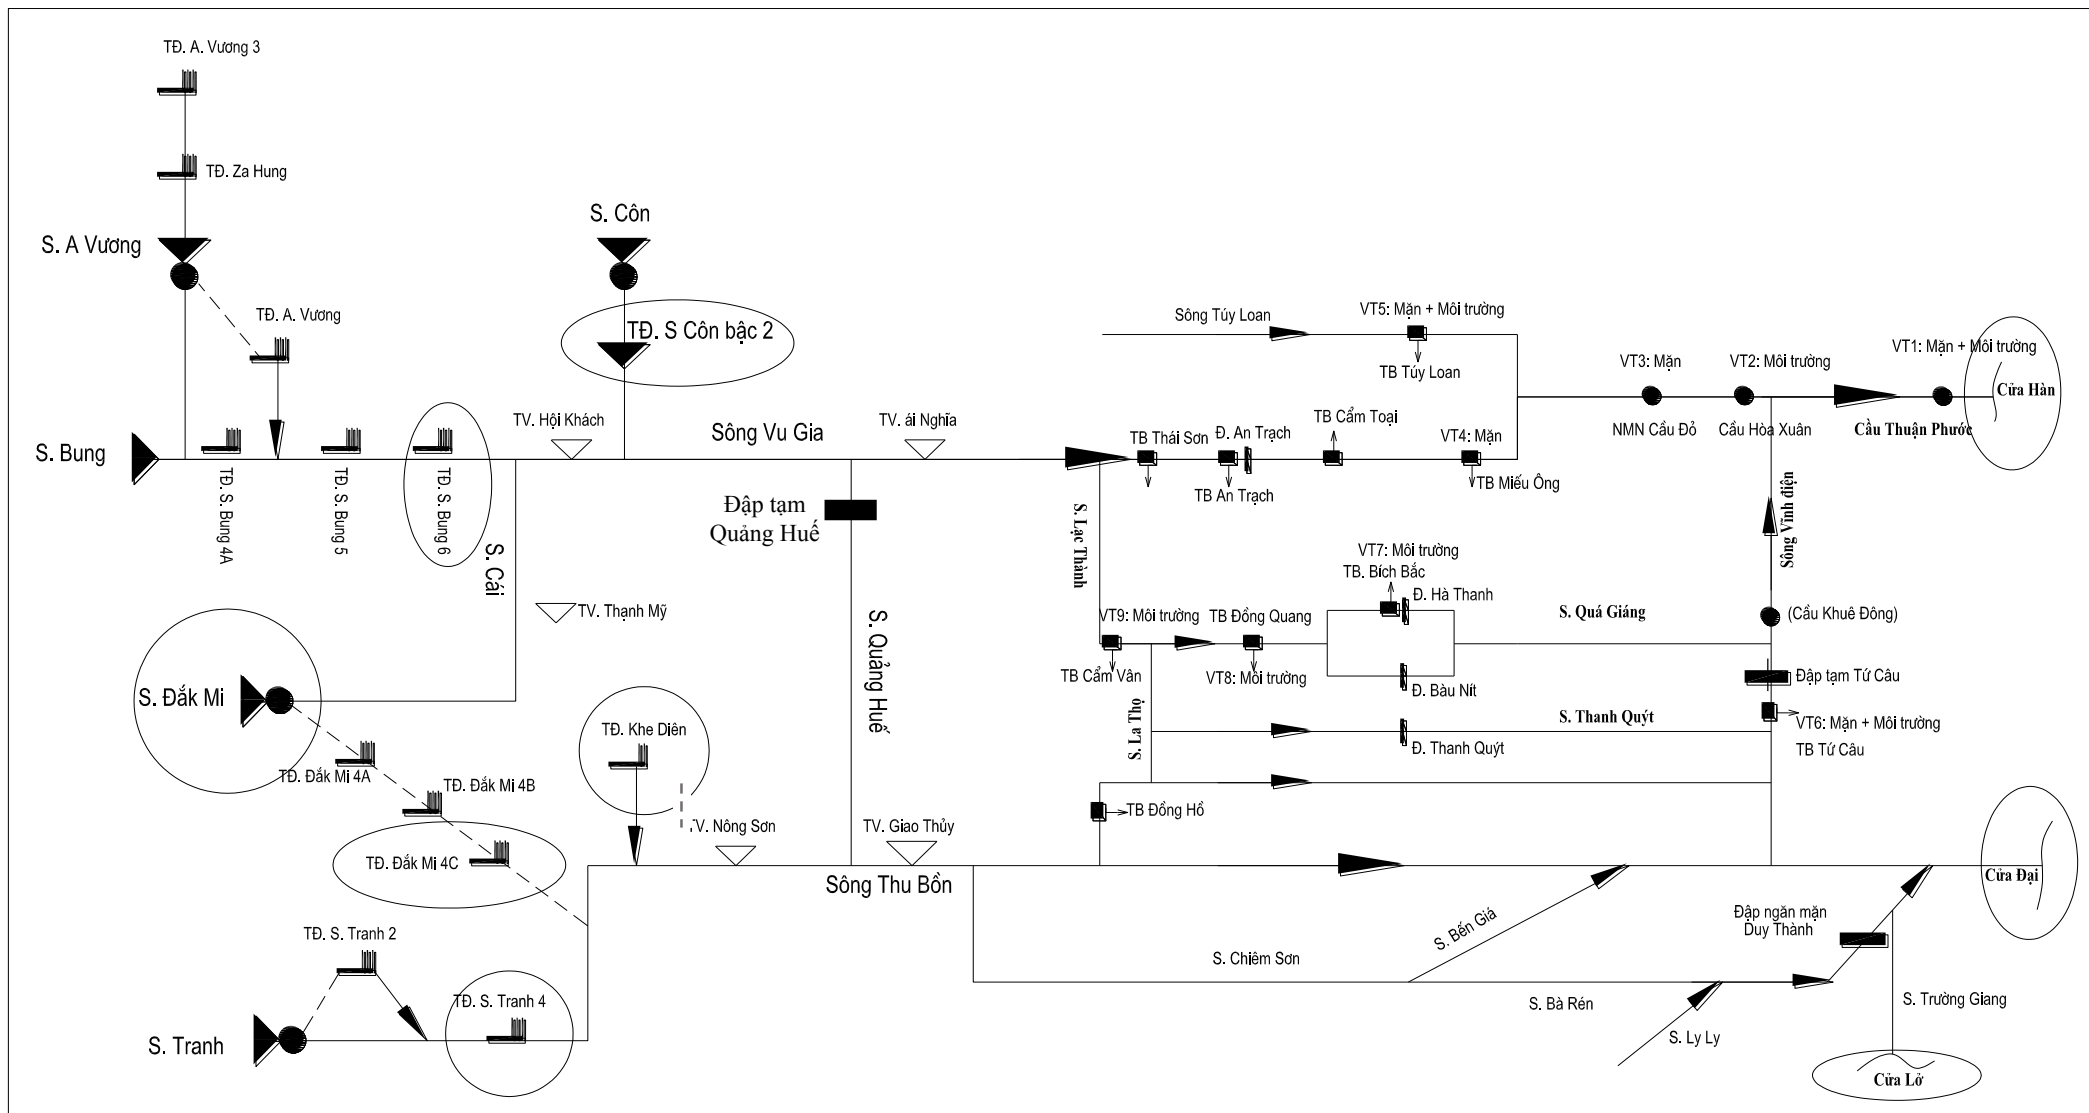 TĐ. A. Vương 3
TĐ. Za Hung
S. A Vương
S. Côn
TĐ. A. Vương
TĐ. S Côn bậc 2
Sông Túy Loan
VT5: Mặn + Môi trường
TB Túy Loan
VT3: Mặn
VT2: Môi trường
VT1: Mặn + Môi trường
Cửa Hàn
NMN Cầu Đỏ
Cầu Hòa Xuân
Cầu Thuận Phước
S. Bung
TĐ. S. Bung 4A
TĐ. S. Bung 5
TĐ. S. Bung 6
TV. Hội Khách
Sông Vu Gia
TV. ái Nghĩa
TB Thái Sơn
Đ. An Trạch
TB Cẩm Toại
VT4: Mặn
TB An Trạch
TB Miếu Ông
Đập tạm
Quảng Huế
S. Cái
S. Lạc Thành
Sông Vĩnh điện
VT7: Môi trường
TB. Bích Bắc
Đ. Hà Thanh
TV. Thạnh Mỹ
S. Quảng Huế
VT9: Môi trường
TB Đồng Quang
S. Quá Giáng
(Cầu Khuê Đông)
TB Cẩm Vân
VT8: Môi trường
Đ. Bàu Nít
Đập tạm Tứ Câu
S. Đắk Mi
S. La Thọ
S. Thanh Quýt
Đ. Thanh Quýt
VT6: Mặn + Môi trường
TB Tứ Câu
TĐ. Khe Diên
TĐ. Đắk Mi 4A
TĐ. Đắk Mi 4B
TB Đồng Hồ
TV. Nông Sơn
TV. Giao Thủy
TĐ. Đắk Mi 4C
Sông Thu Bồn
Cửa Đại
TĐ. S. Tranh 2
S. Bến Giá
Đập ngăn mặn
Duy Thành
S. Chiêm Sơn
TĐ. S. Tranh 4
S. Bà Rén
S. Trường Giang
S. Tranh
S. Ly Ly
Cửa Lở